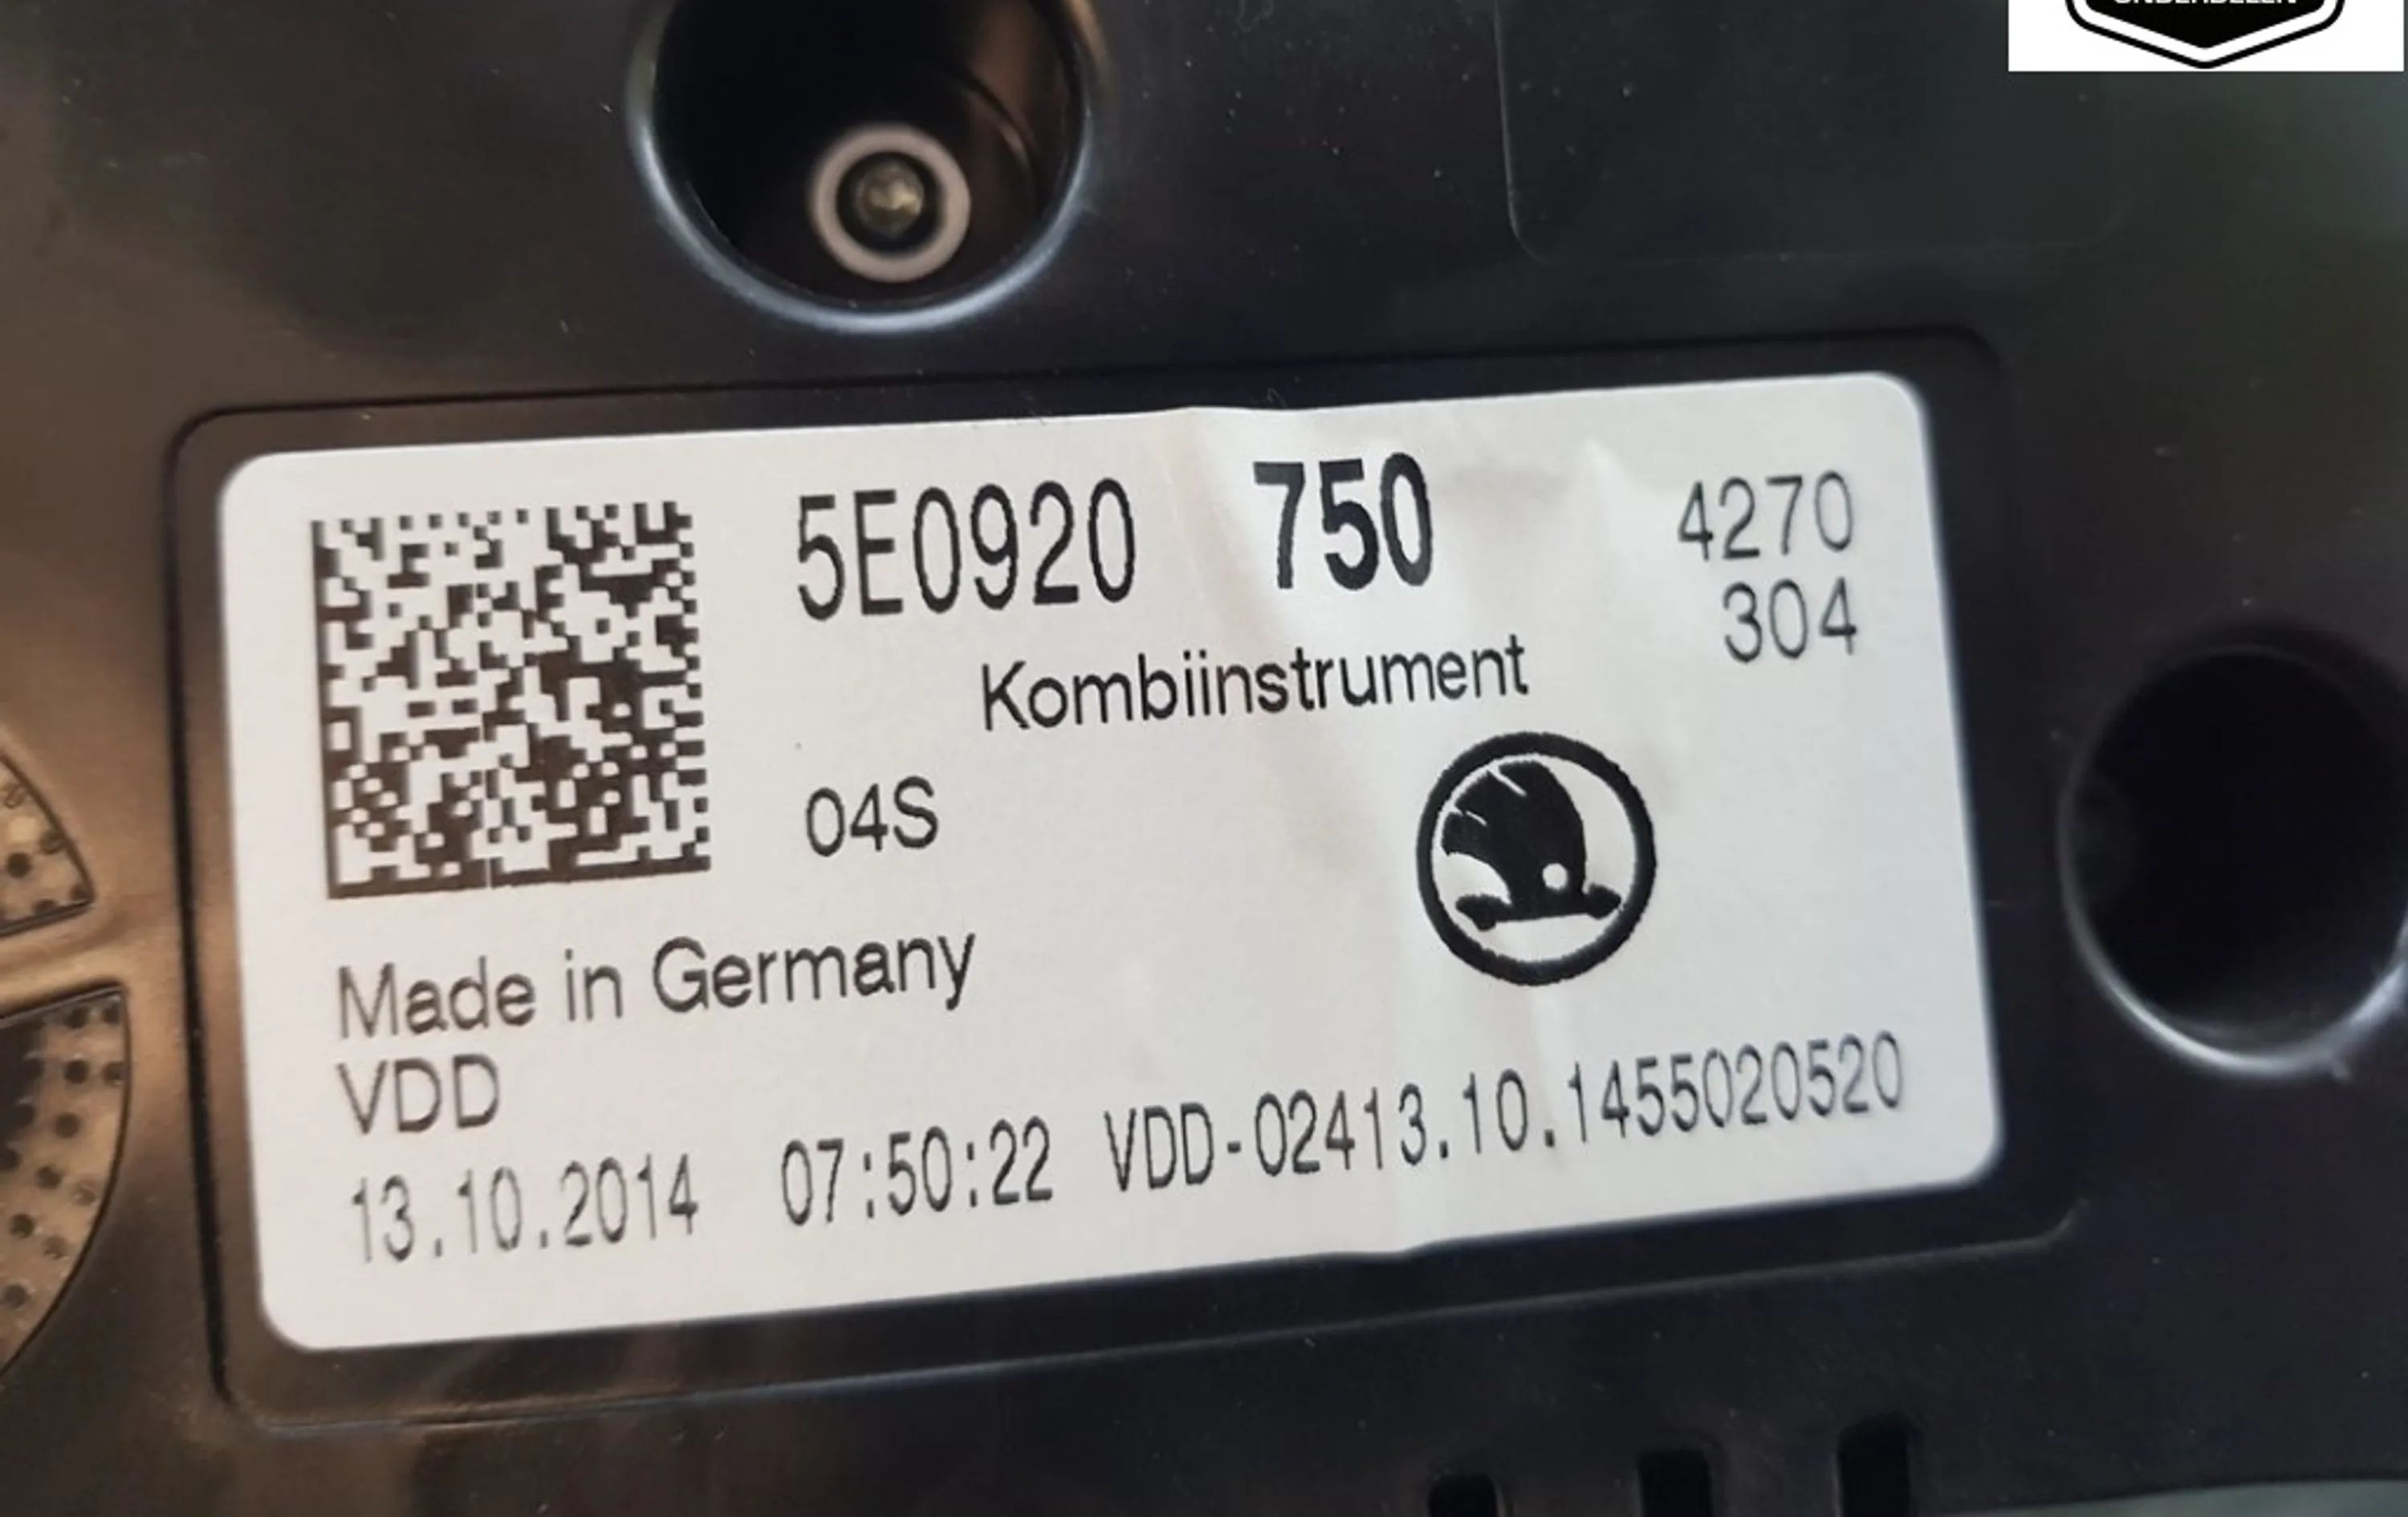 5E0920 750 4270
304
Kombiinstrument
04S
Made in Germany
VDD
13.10.2014 07:50:22 VDD-02413.10.1455020520